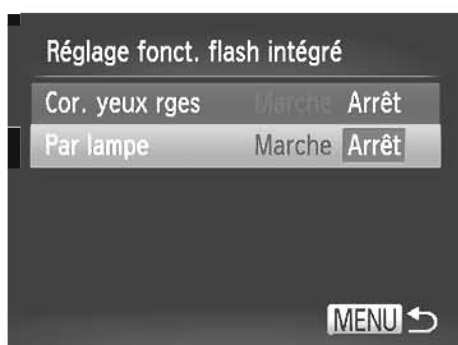 Réglage fonct. flash intégré
Cor. yeux rges Marche Arrêt
Par lampe Marche Arrêt
MENU